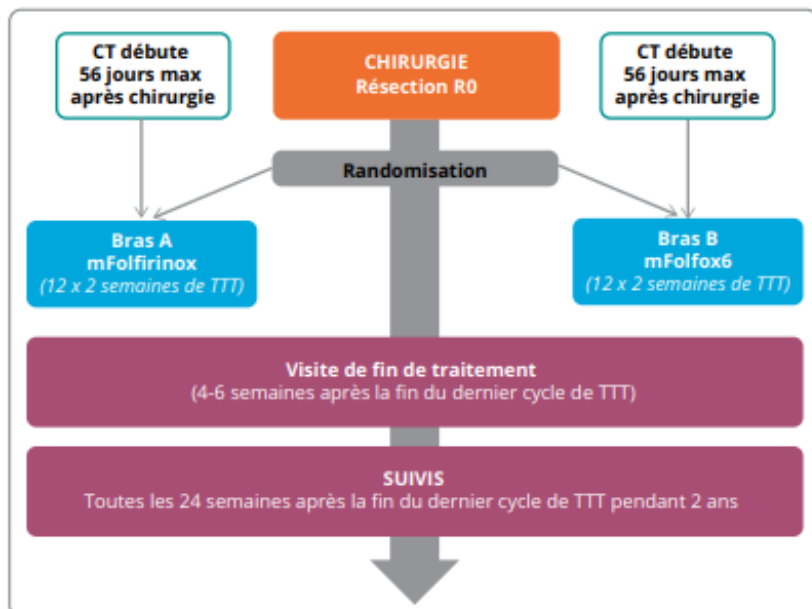 CT débute
56 jours max
après chirurgie
CHIRURGIE
Résection R0
CT débute
56 jours max
après chirurgie
Randomisation
Bras A
mFolfirinox
(12 x 2 semaines de TTT)
Bras B
mFolfox6
(12 x 2 semaines de TTT)
Visite de fin de traitement
(4-6 semaines après la fin du dernier cycle de TTT)
SUIVIS
Toutes les 24 semaines après la fin du dernier cycle de TTT pendant 2 ans